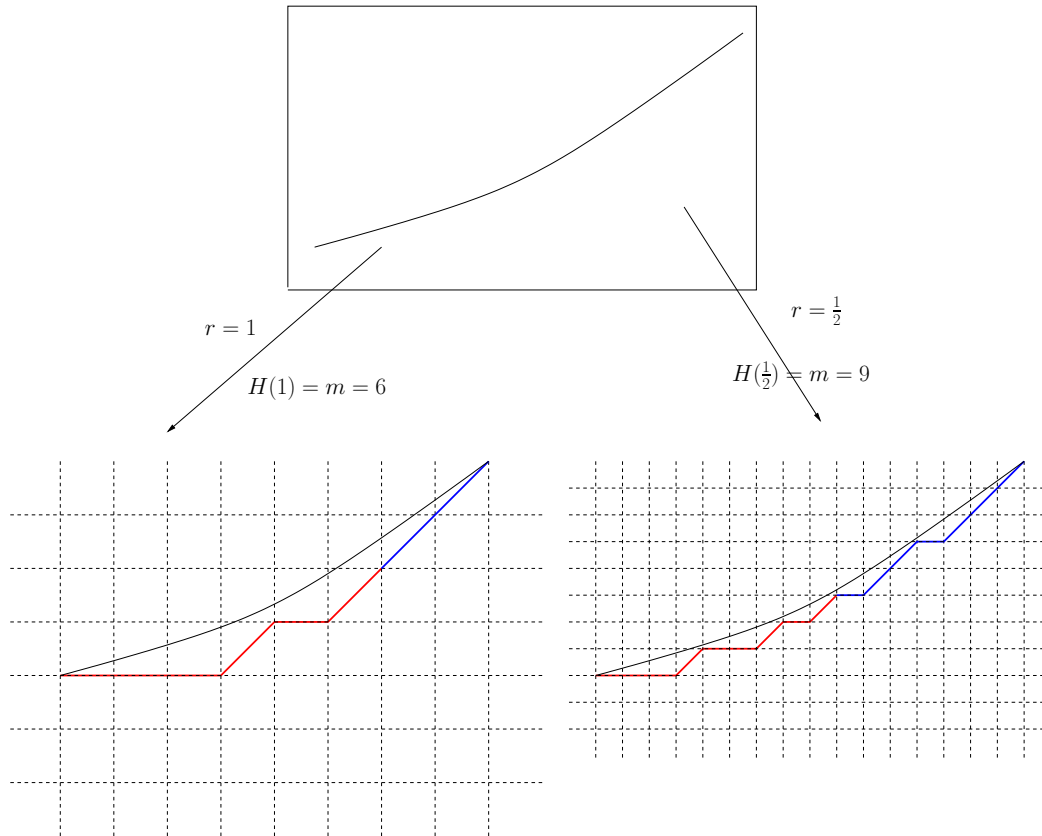 r = 1
r = 1/2
H(1) = m = 6
H(1/2) = m = 9